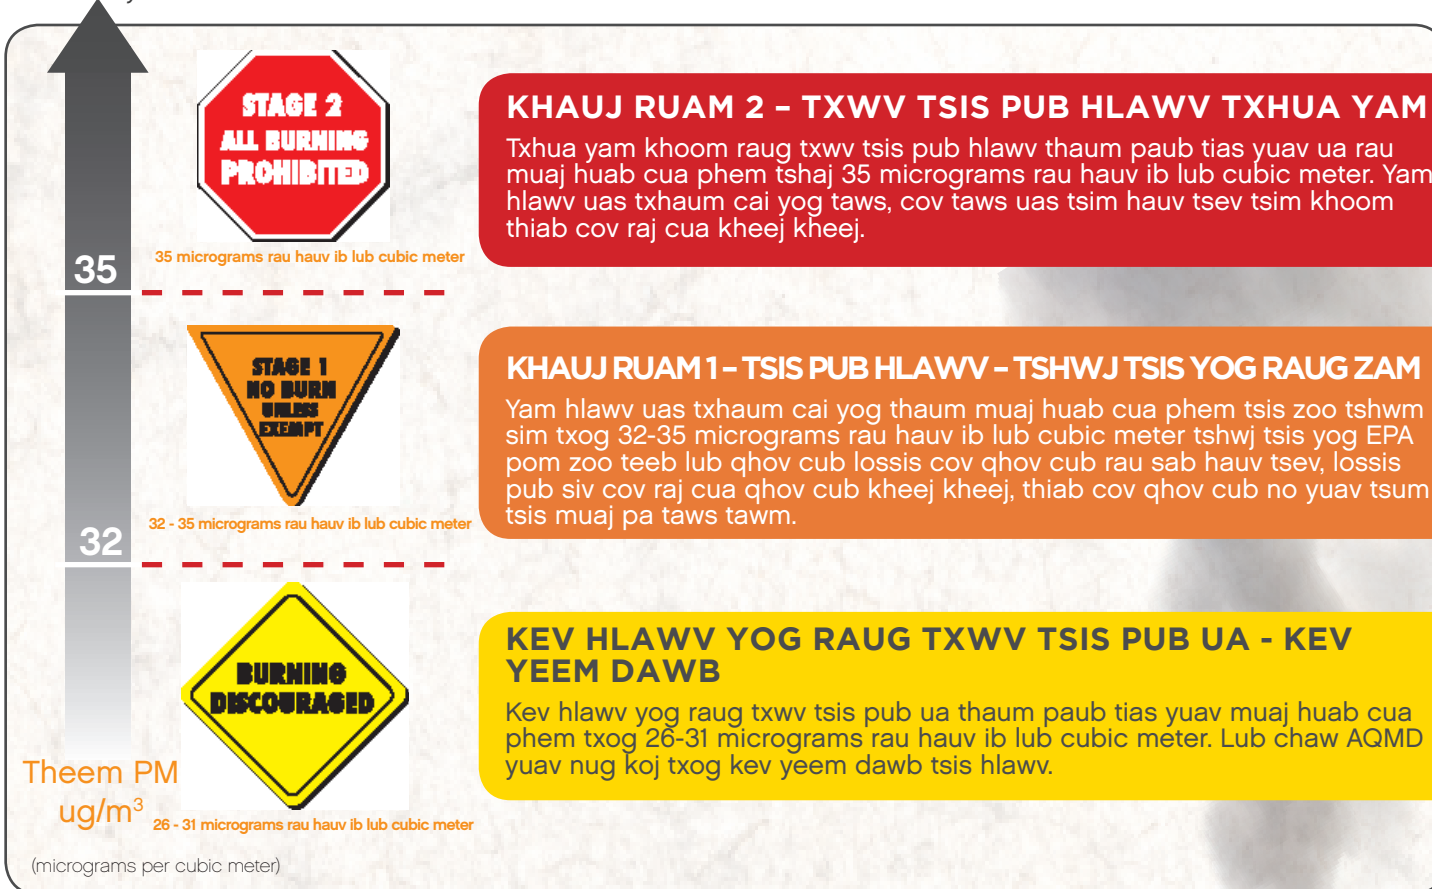 STAGE 2
ALL BURNING
PROHIBITED
35 micrograms rau hauv ib lub cubic meter
KHAUJ RUAM 2 – TXWV TSIS PUB HLAWV TXHUA YAM
Txhua yam khoom raug txwv tsis pub hlawv thaum paub tias yuav ua rau
muaj huab cua phem tshaj 35 micrograms rau hauv ib lub cubic meter. Yam
hlawv uas txhaum cai yog taws, cov taws uas tsim hauv tsev tsim khoom
thiab cov raj cua kheej kheej.
35
STAGE 1
NO BURN
UNLESS
EXEMPT
32 - 35 micrograms rau hauv ib lub cubic meter
KHAUJ RUAM 1 – TSIS PUB HLAWV – TSHWJ TSIS YOG RAUG ZAM
Yam hlawv uas txhaum cai yog thaum muaj huab cua phem tsis zoo tshwm
sim txog 32-35 micrograms rau hauv ib lub cubic meter tshwj tsis yog EPA
pom zoo teeb lub qhov cub lossis cov qhov cub rau sab hauv tsev, lossis
pub siv cov raj cua qhov cub kheej kheej, thiab cov qhov cub no yuav tsum
tsis muaj pa taws tawm.
32
BURNING
DISCOURAGED
26 - 31 micrograms rau hauv ib lub cubic meter
KEV HLAWV YOG RAUG TXWV TSIS PUB UA - KEV
YEEM DAWB
Kev hlawv yog raug txwv tsis pub ua thaum paub tias yuav muaj huab cua
phem txog 26-31 micrograms rau hauv ib lub cubic meter. Lub chaw AQMD
yuav nug koj txog kev yeem dawb tsis hlawv.
Theem PM
ug/m³
(micrograms per cubic meter)